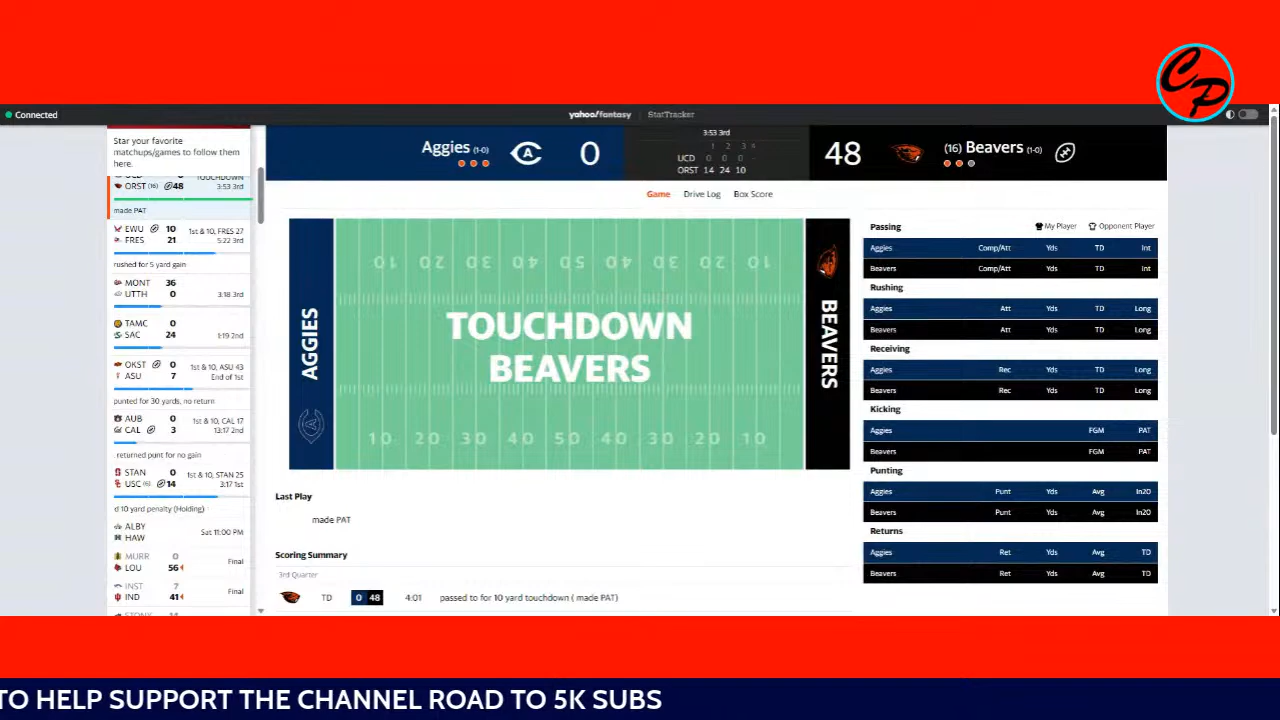 CP
Connected
yahoo!fantasy StatTracker
Star your favorite
matchups/games to follow them
here.
TOUCHDOWN
ORST (16) 48 3:53 3rd
made PAT
EWU 10 1st & 10, FRES 27
FRES 21 5:22 3rd
rushed for 5 yard gain
MONT 36
UTTH 0 3:18 3rd
TAMC 0
SAC 24 1:19 2nd
OKST 0 1st & 10, ASU 43
ASU 7 End of 1st
punted for 30 yards, no return
AUB 0 1st & 10, CAL 17
CAL 3 13:17 2nd
returned punt for no gain
STAN 0 1st & 10, STAN 25
USC (6) 14 3:17 1st
d 10 yard penalty (Holding)
ALBY Sat 11:00 PM
HAW
MURR 0 Final
LOU 56
INST 7 Final
IND 41
Aggies (1-0) 0
3:53 3rd
1 2 3
UCD 0 0 0 -
ORST 14 24 10
48 (16) Beavers (1-0)
Game Drive Log Box Score
10 20 30 40 50 40 30 20 10
AGGIES
TOUCHDOWN
BEAVERS
BEAVERS
10 20 30 40 50 40 30 20 10
Last Play
made PAT
Scoring Summary
3rd Quarter
TD 0 48 4:01 passed to for 10 yard touchdown ( made PAT)
Passing My Player Opponent Player
Aggies Comp/Att Yds TD Int
Beavers Comp/Att Yds TD Int
Rushing
Aggies Att Yds TD Long
Beavers Att Yds TD Long
Receiving
Aggies Rec Yds TD Long
Beavers Rec Yds TD Long
Kicking
Aggies FGM PAT
Beavers FGM PAT
Punting
Aggies Punt Yds Avg In20
Beavers Punt Yds Avg In20
Returns
Aggies Ret Yds Avg TD
Beavers Ret Yds Avg TD
TO HELP SUPPORT THE CHANNEL ROAD TO 5K SUBS